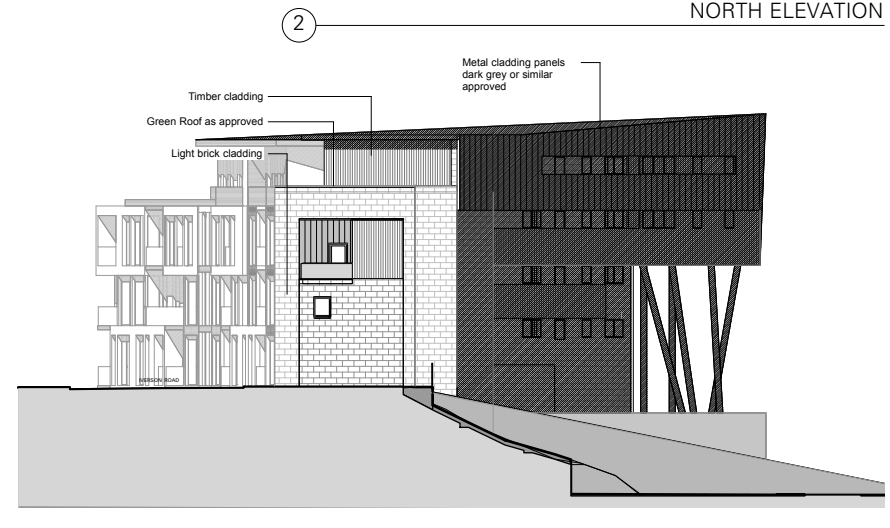 NORTH ELEVATION
2
Metal cladding panels
dark grey or similar
approved
Timber cladding
Green Roof as approved
Light brick cladding
IVERSON ROAD